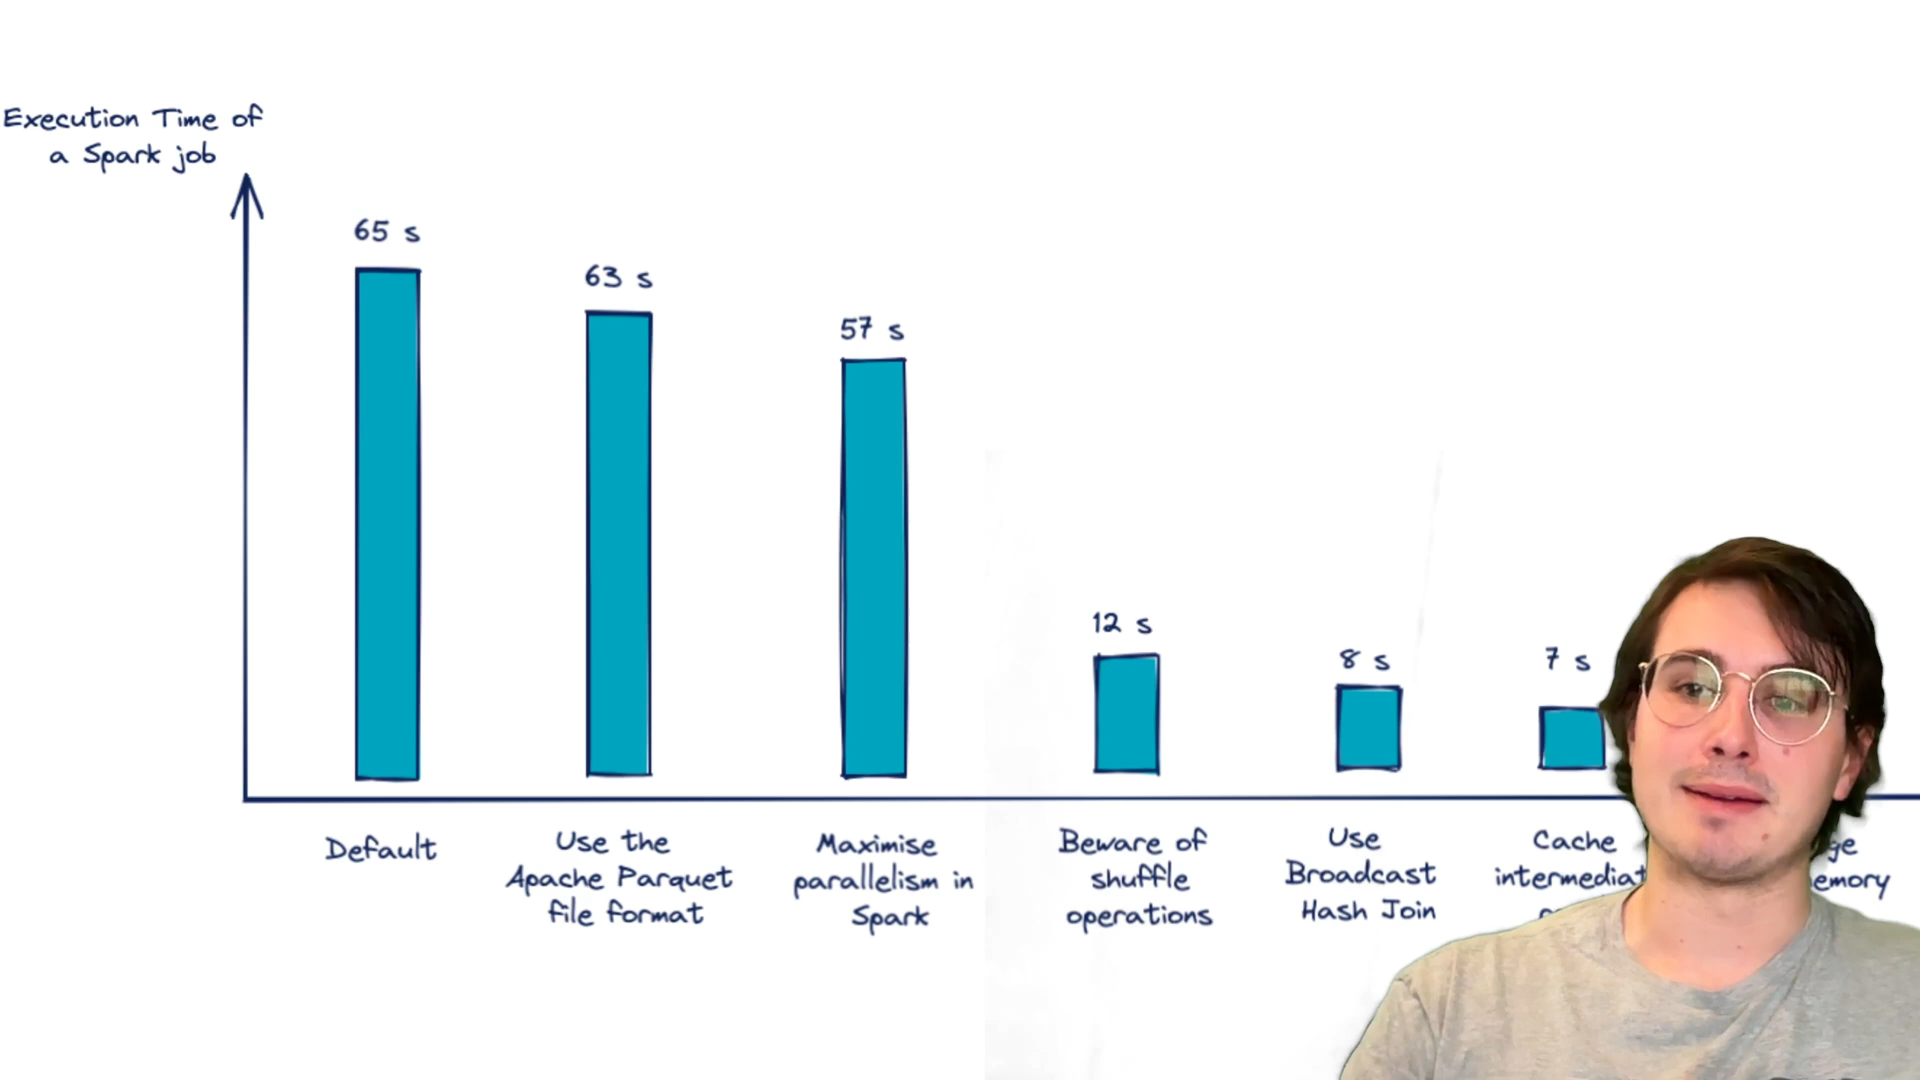 Execution Time of
a Spark job
65 s
63 s
57 s
12 s
8 s
7 s
Default
Use the
Apache Parquet
file format
Maximise
parallelism in
Spark
Beware of
shuffle
operations
Use
Broadcast
Hash Join
Cache